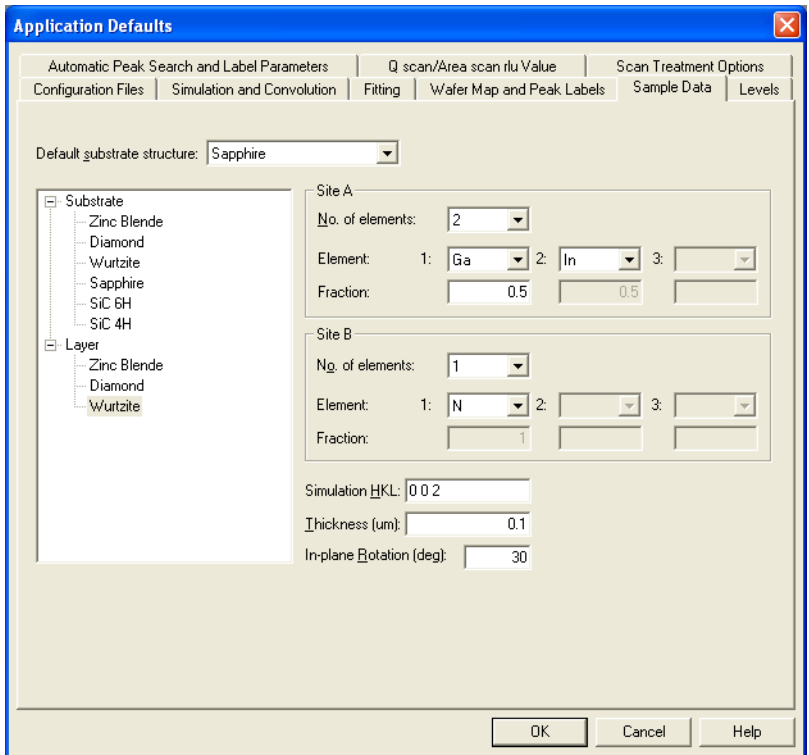 Application Defaults
Automatic Peak Search and Label Parameters Q scan/Area scan rlu Value Scan Treatment Options
Configuration Files Simulation and Convolution Fitting Wafer Map and Peak Labels Sample Data Levels
Default substrate structure: Sapphire
Substrate
Zinc Blende
Diamond
Wurtzite
Sapphire
SiC 6H
SiC 4H
Layer
Zinc Blende
Diamond
Wurtzite
Site A
No. of elements: 2
Element: 1: Ga 2: In 3:
Fraction: 0.5 0.5
Site B
No. of elements: 1
Element: 1: N 2: 3:
Fraction: 1
Simulation HKL: 0 0 2
Thickness (um): 0.1
In-plane Rotation (deg): 30
OK Cancel Help